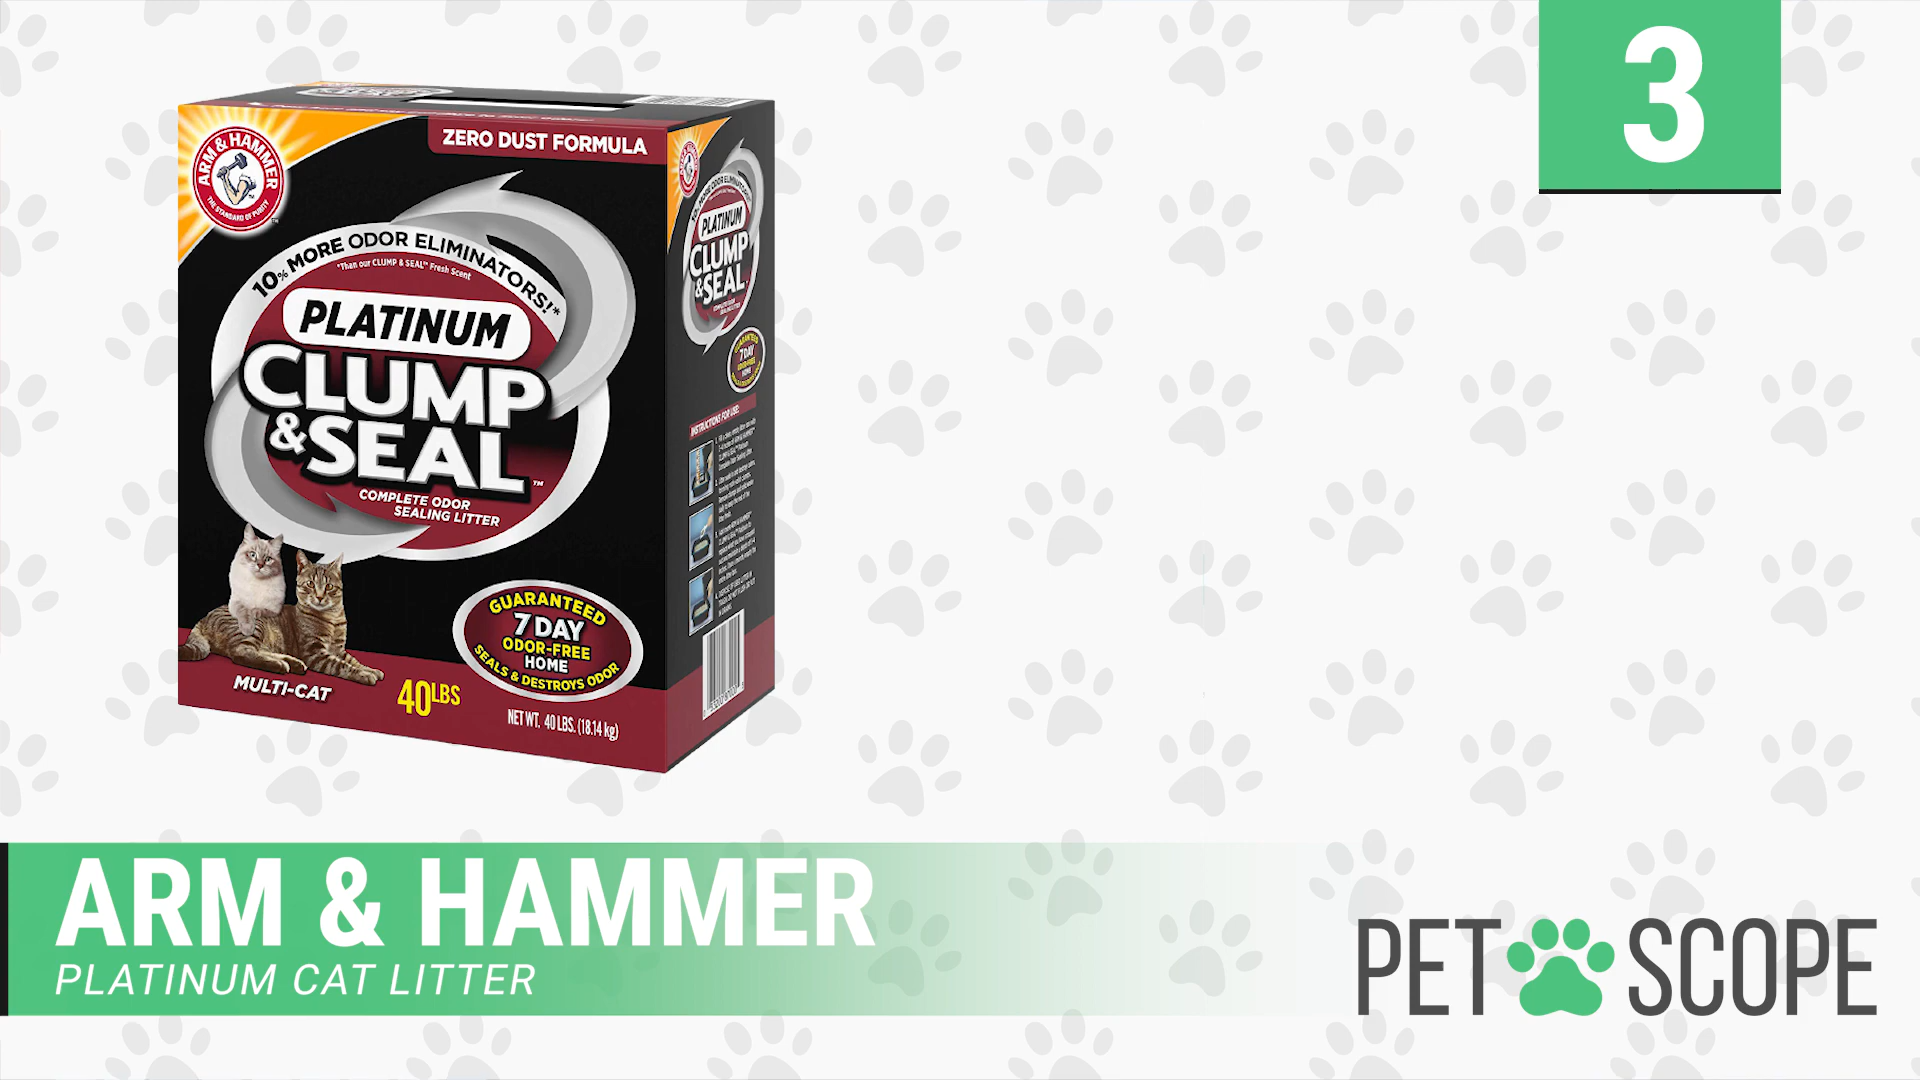 3
ZERO DUST FORMULA
ARM & HAMMER
THE STANDARD OF PURITY
10% MORE ODOR ELIMINATORS!*
*Than our CLUMP & SEAL™ Fresh Scent
PLATINUM
CLUMP
&SEAL™
COMPLETE ODOR
SEALING LITTER
GUARANTEED
7 DAY
ODOR-FREE
HOME
SEALS & DESTROYS ODOR
MULTI-CAT
40LBS
NET WT. 40 LBS. (18.14 kg)
PLATINUM
CLUMP
&SEAL
7 DAY
INSTRUCTIONS FOR USE:
ARM & HAMMER
PLATINUM CAT LITTER
PET SCOPE